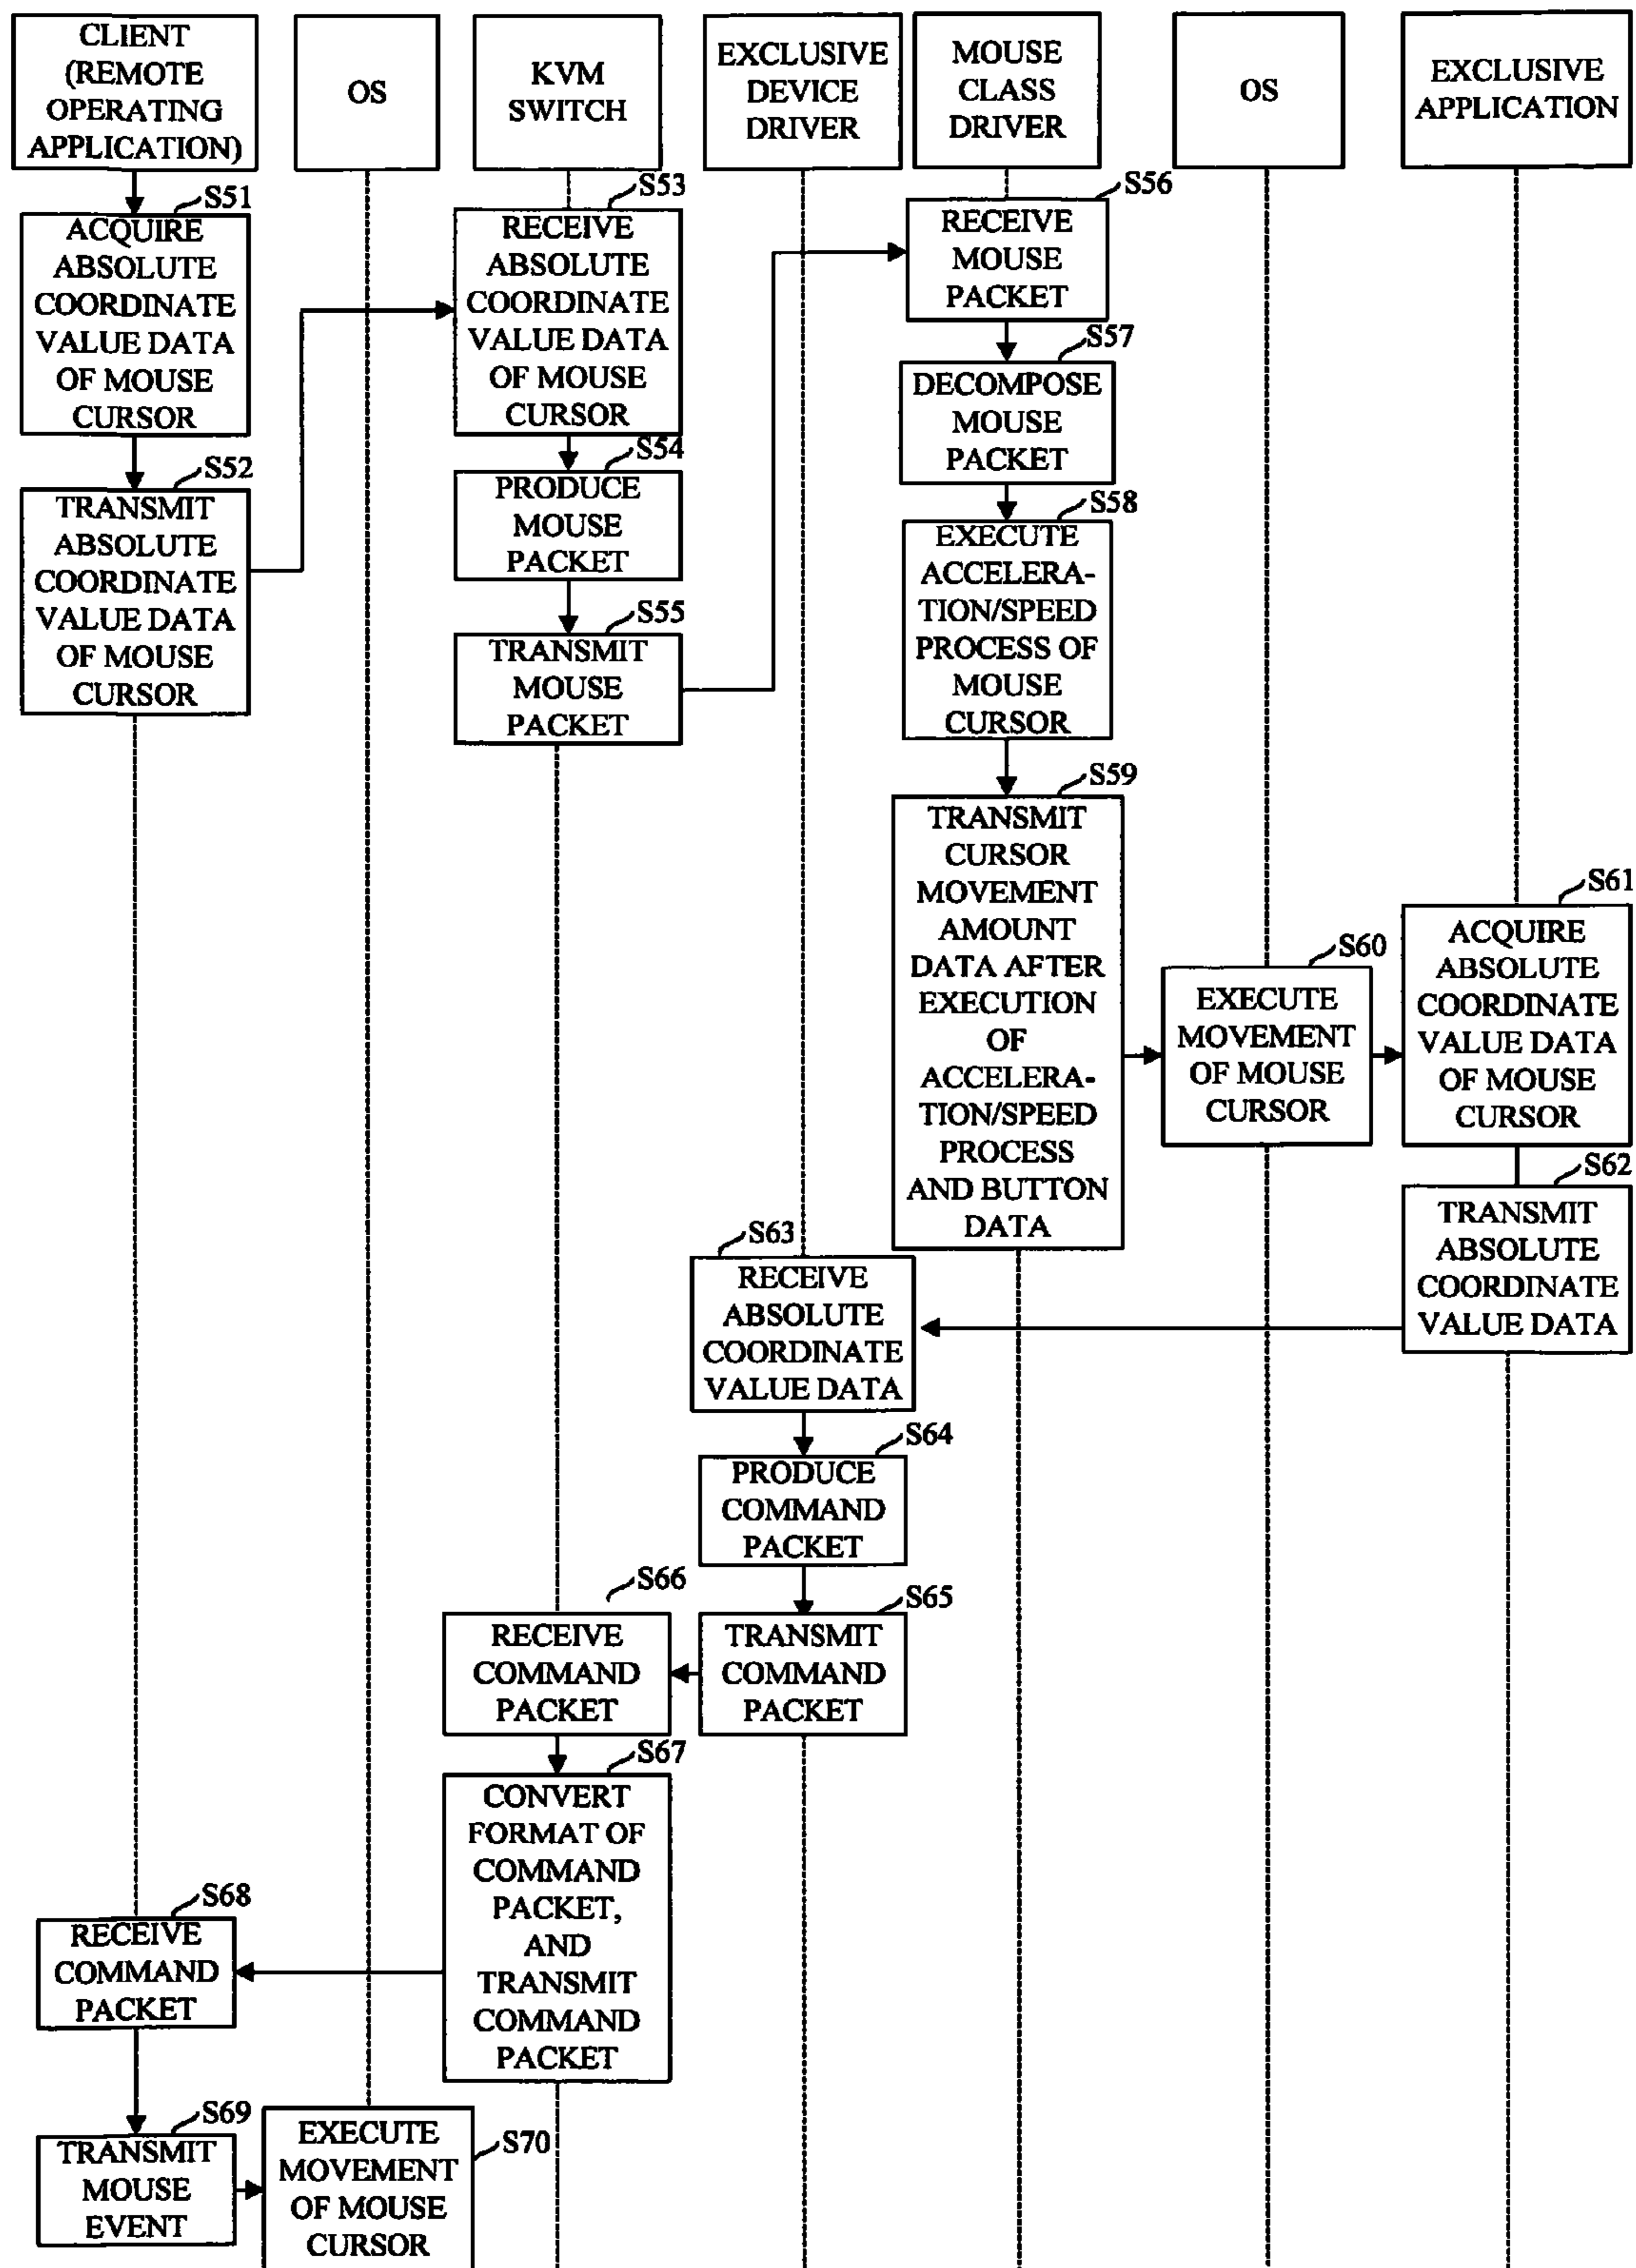 CLIENT
(REMOTE
OPERATING
APPLICATION)
OS
KVM
SWITCH
EXCLUSIVE
DEVICE
DRIVER
MOUSE
CLASS
DRIVER
OS
EXCLUSIVE
APPLICATION
S51
ACQUIRE
ABSOLUTE
COORDINATE
VALUE DATA
OF MOUSE
CURSOR
S52
TRANSMIT
ABSOLUTE
COORDINATE
VALUE DATA
OF MOUSE
CURSOR
S53
RECEIVE
ABSOLUTE
COORDINATE
VALUE DATA
OF MOUSE
CURSOR
S54
PRODUCE
MOUSE
PACKET
S55
TRANSMIT
MOUSE
PACKET
S56
RECEIVE
MOUSE
PACKET
S57
DECOMPOSE
MOUSE
PACKET
S58
EXECUTE
ACCELERA-
TION/SPEED
PROCESS OF
MOUSE
CURSOR
S59
TRANSMIT
CURSOR
MOVEMENT
AMOUNT
DATA AFTER
EXECUTION
OF
ACCELERA-
TION/SPEED
PROCESS
AND BUTTON
DATA
S60
EXECUTE
MOVEMENT
OF MOUSE
CURSOR
S61
ACQUIRE
ABSOLUTE
COORDINATE
VALUE DATA
OF MOUSE
CURSOR
S62
TRANSMIT
ABSOLUTE
COORDINATE
VALUE DATA
S63
RECEIVE
ABSOLUTE
COORDINATE
VALUE DATA
S64
PRODUCE
COMMAND
PACKET
S65
TRANSMIT
COMMAND
PACKET
S66
RECEIVE
COMMAND
PACKET
S67
CONVERT
FORMAT OF
COMMAND
PACKET,
AND
TRANSMIT
COMMAND
PACKET
S68
RECEIVE
COMMAND
PACKET
S69
TRANSMIT
MOUSE
EVENT
S70
EXECUTE
MOVEMENT
OF MOUSE
CURSOR